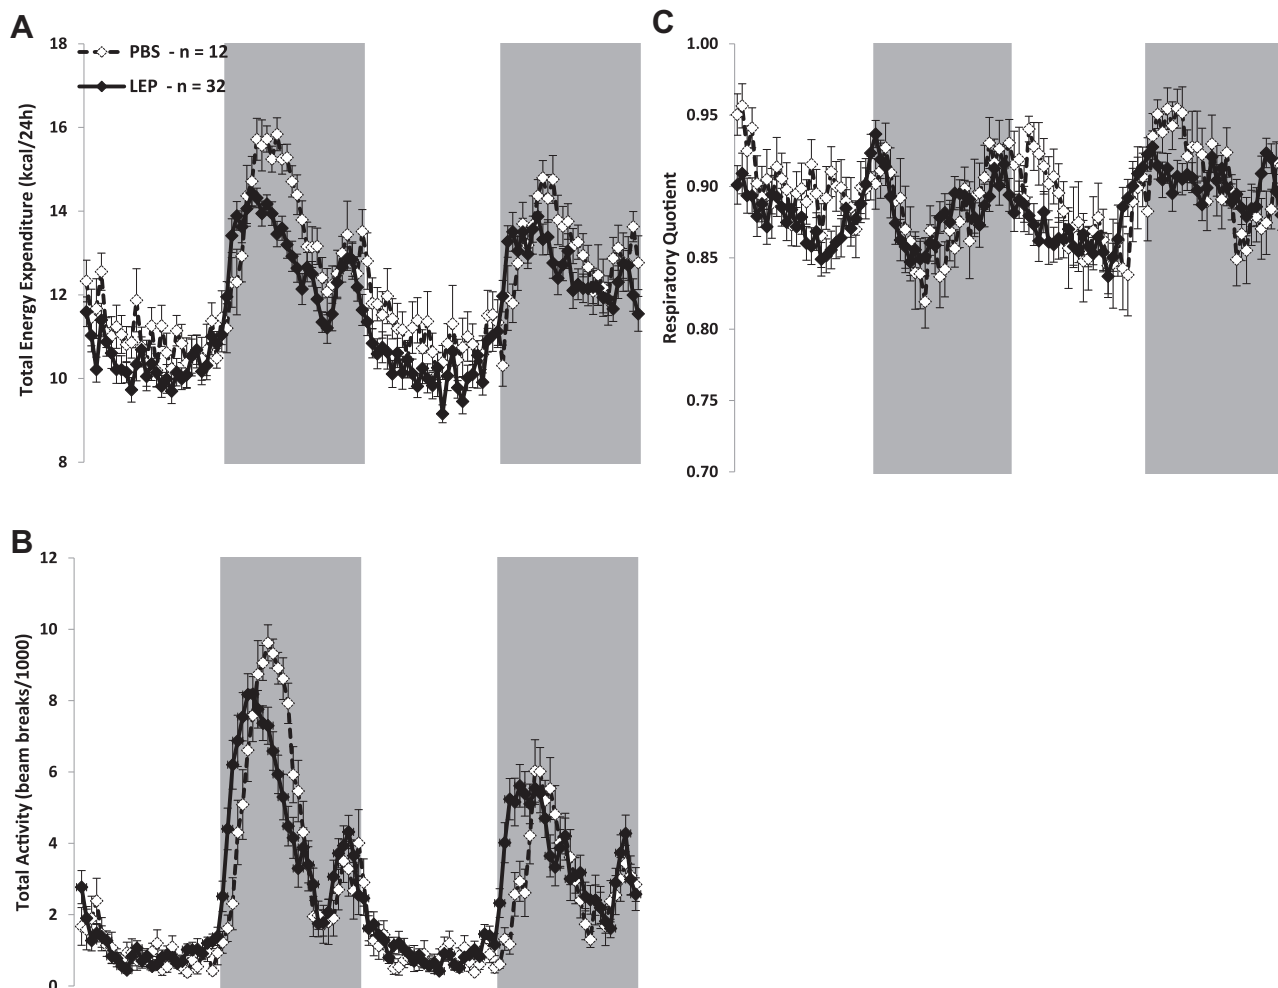 A
Total Energy Expenditure (kcal/24h)
18
16
14
12
10
8
PBS - n = 12
LEP - n = 32
C
Respiratory Quotient
1.00
0.95
0.90
0.85
0.80
0.75
0.70
B
Total Activity (beam breaks/1000)
12
10
8
6
4
2
0